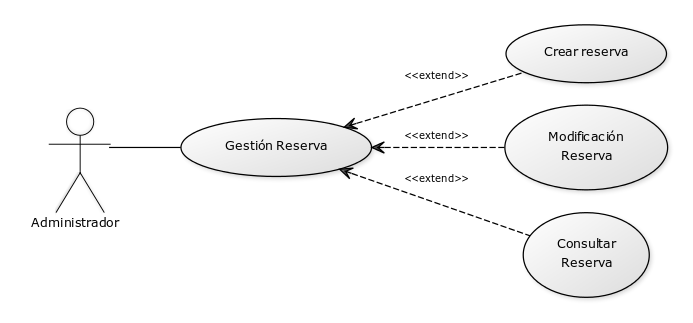 Crear reserva
<<extend>>
Gestión Reserva
<<extend>>
Modificación
Reserva
<<extend>>
Administrador
Consultar
Reserva